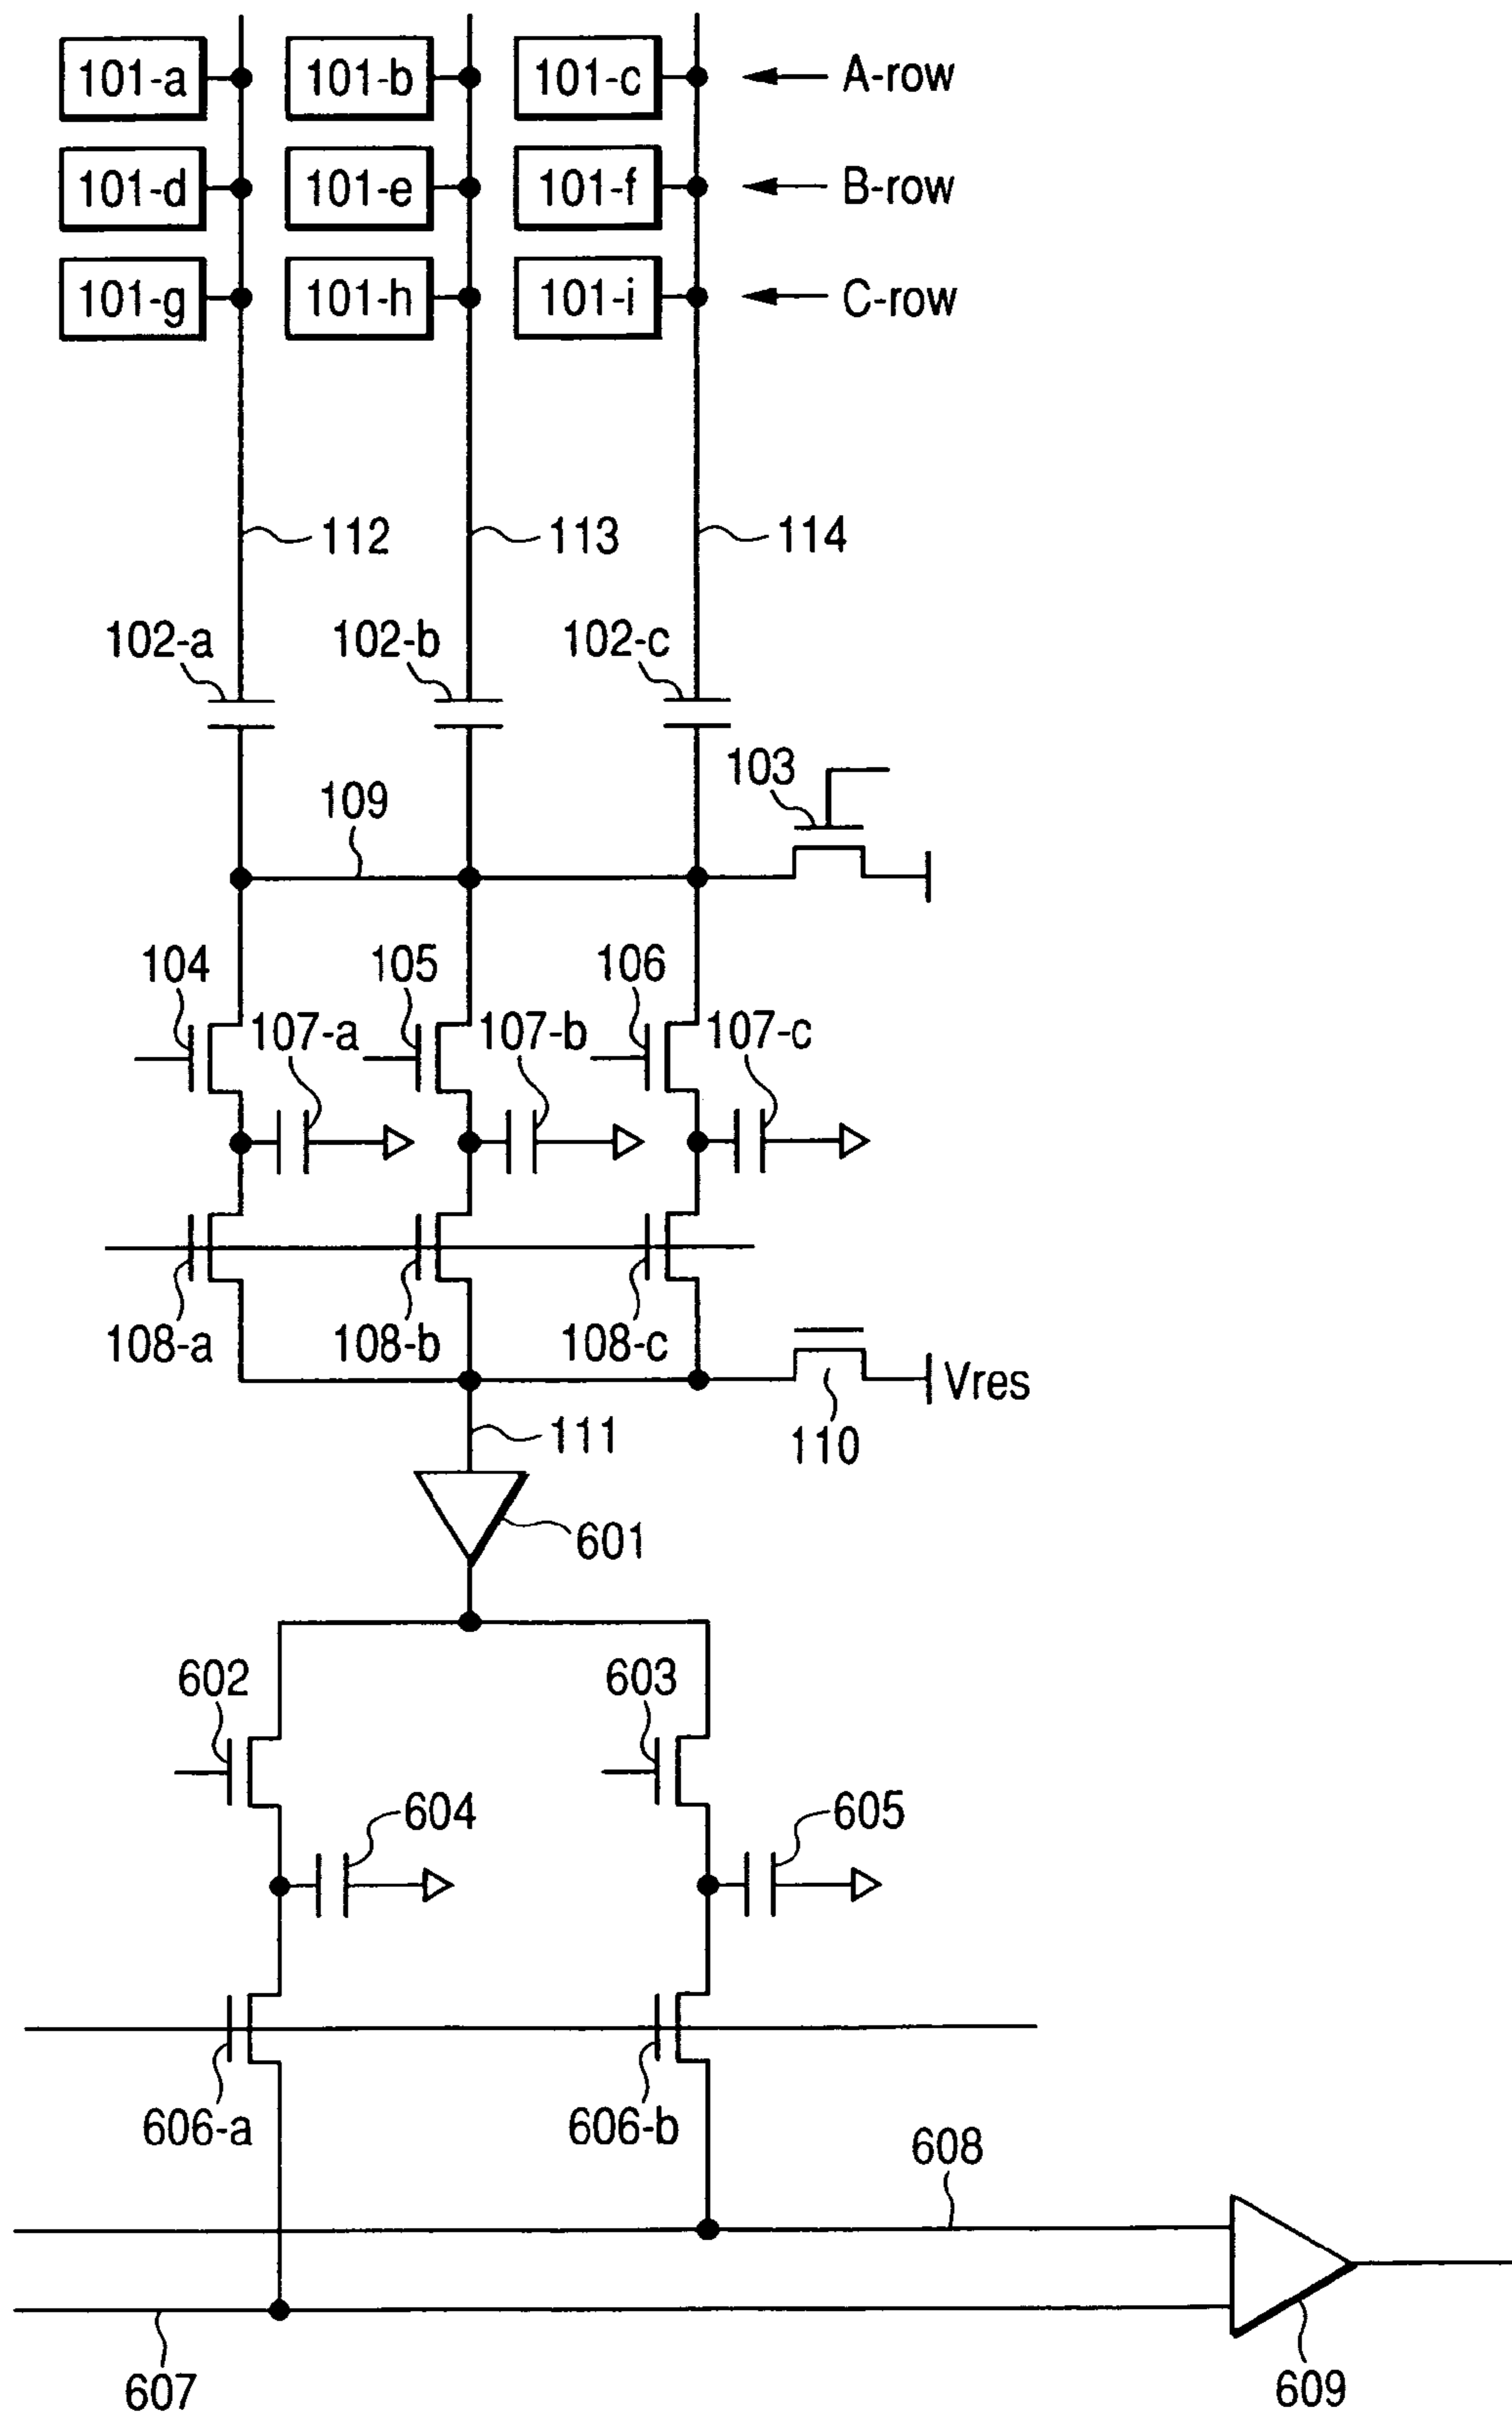 101-a 101-b 101-c A-row
101-d 101-e 101-f B-row
101-g 101-h 101-i C-row
112 113 114
102-a 102-b 102-c
103
109
104 105 106
107-a 107-b 107-c
108-a 108-b 108-c
Vres
111 110
601
602 603
604 605
606-a 606-b
608
607 609